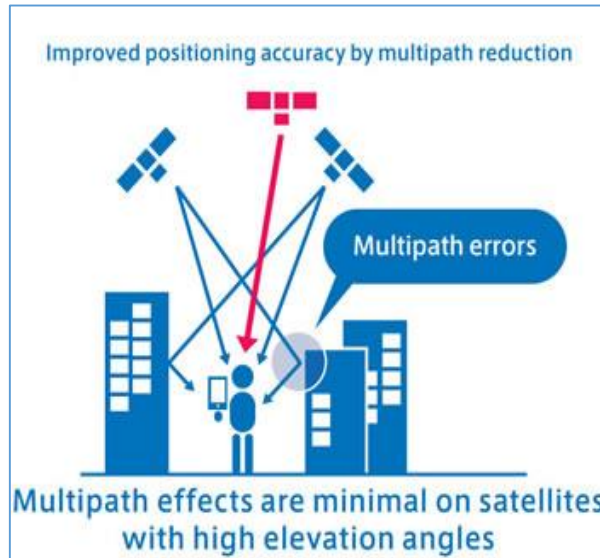 Improved positioning accuracy by multipath reduction
Multipath errors
Multipath effects are minimal on satellites
with high elevation angles